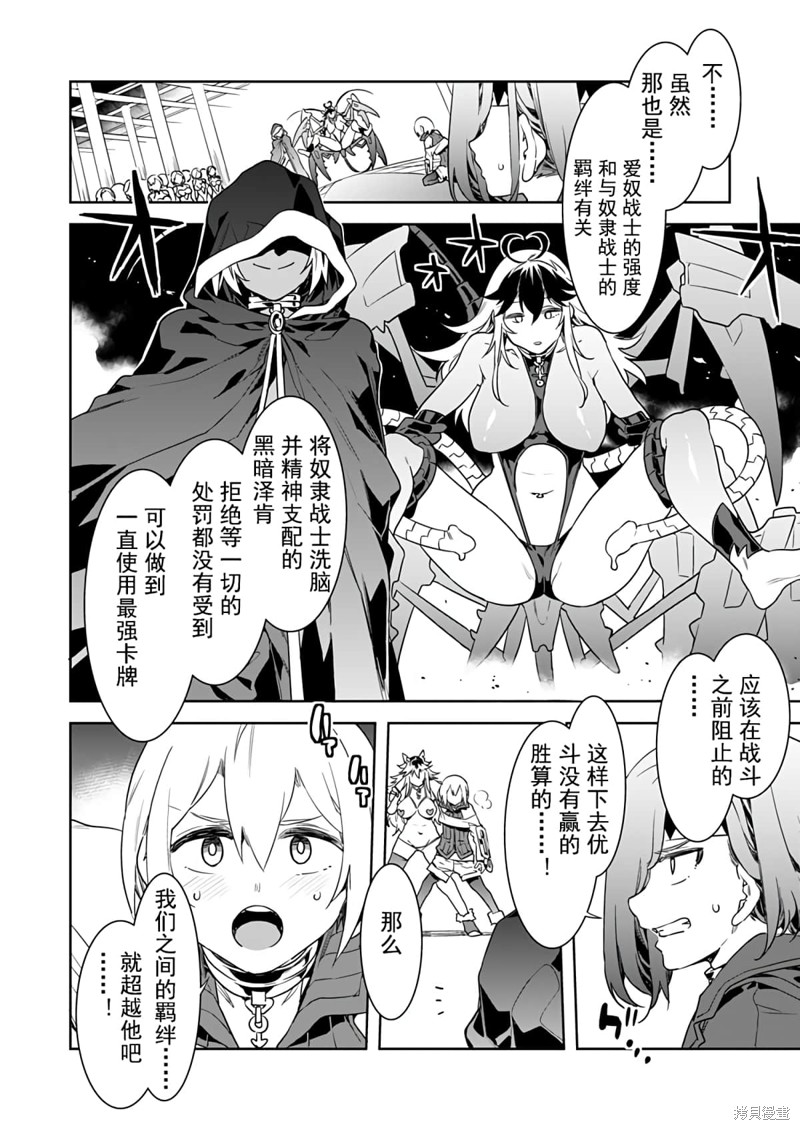 不……
虽然
那也是……
爱奴战士的强度
和与奴隶战士的
羁绊有关
将奴隶战士洗脑
并精神支配的
黑暗泽肯
拒绝等一切的
处罚都没有受到
可以做到
一直使用最强卡牌
……
应该在战斗
之前阻止的
……
这样下去优
斗没有赢的
胜算的……！
那么
我们之间的羁绊……
就超越他吧
……！
拷贝漫畫